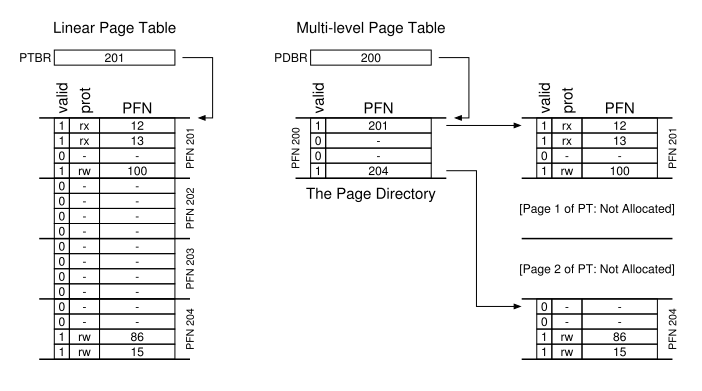 Linear Page Table
PTBR 201
valid prot PFN
1 rx 12
1 rx 13
0 - -
1 rw 100
PFN 201
0 - -
0 - -
0 - -
0 - -
PFN 202
0 - -
0 - -
0 - -
0 - -
PFN 203
0 - -
0 - -
1 rw 86
1 rw 15
PFN 204
Multi-level Page Table
PDBR 200
valid PFN
PFN 200
1 201
0 -
0 -
1 204
The Page Directory
valid prot PFN
1 rx 12
1 rx 13
0 - -
1 rw 100
PFN 201
[Page 1 of PT: Not Allocated]
[Page 2 of PT: Not Allocated]
0 - -
0 - -
1 rw 86
1 rw 15
PFN 204